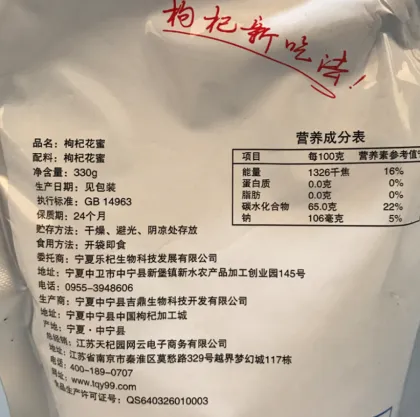 枸杞新吃法!
品名：枸杞花蜜
配料：枸杞花蜜
净含量：330g
生产日期：见包装
执行标准：GB 14963
保质期：24个月
贮存方法：干燥、避光、阴凉处存放
食用方法：开袋即食
委托商：宁夏乐杞生物科技发展有限公司
地址：宁夏中卫市中宁县新堡镇新水农产品加工创业园145号
电话：0955-3948606
生产商：宁夏中宁县吉鼎生物科技开发有限公司
地址：宁夏中宁县中国枸杞加工城
产地：宁夏·中宁县
总经销：江苏天杞园网云电子商务有限公司
地址：江苏省南京市秦淮区莫愁路329号越界梦幻城117栋
电话：400-189-0707
网址：www.tqy99.com
食品生产许可证号：QS640326010003
营养成分表
项目 每100克 营养素参考值%
能量 1326千焦 16%
蛋白质 0.0克 0%
脂肪 0.0克 0%
碳水化合物 65.0克 22%
钠 106毫克 5%